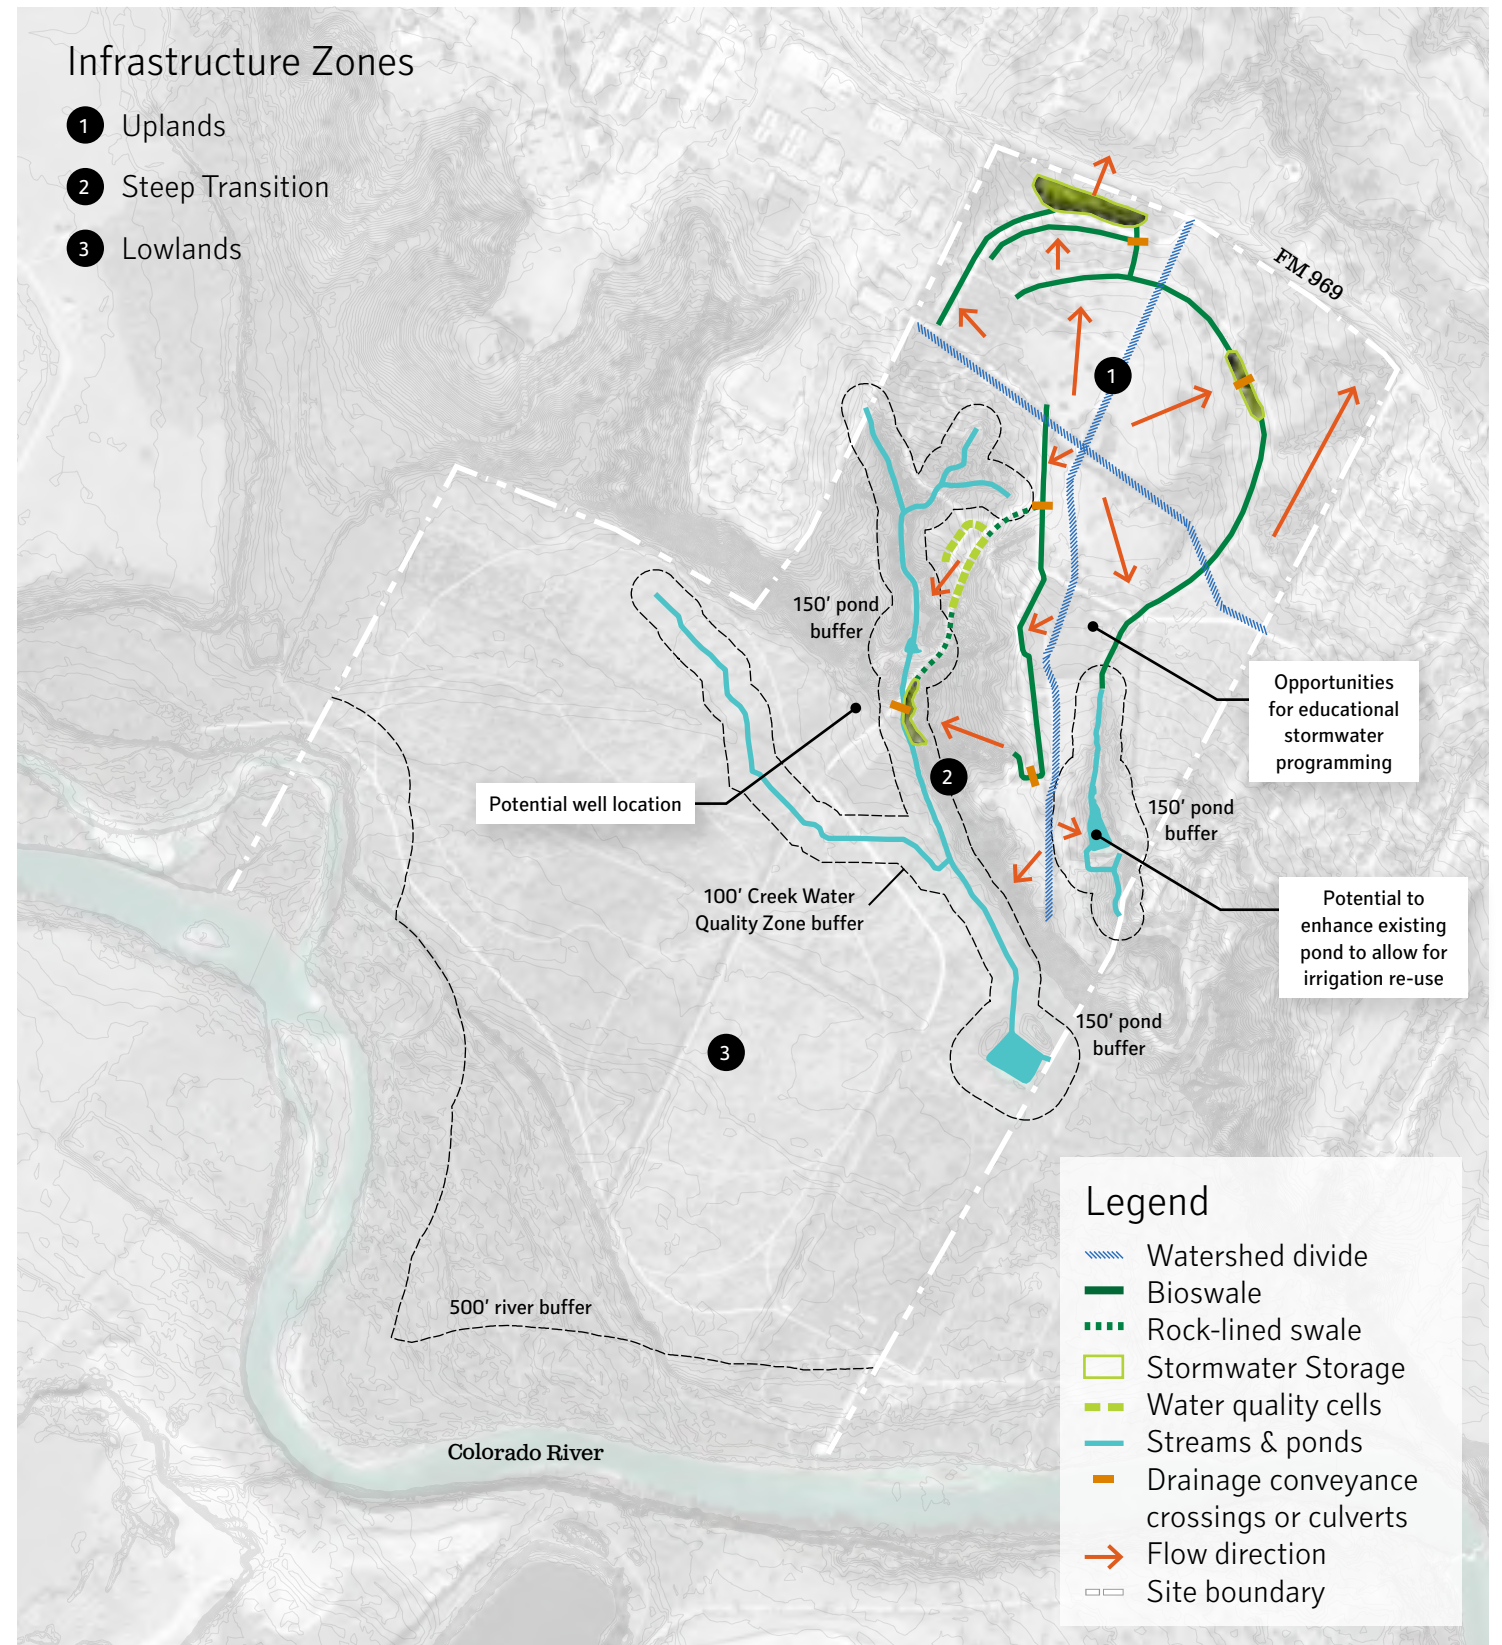 Infrastructure Zones
1 Uplands
2 Steep Transition
3 Lowlands
FM 969
1
150' pond
buffer
Opportunities
for educational
stormwater
programming
Potential well location
2
150' pond
buffer
100' Creek Water
Quality Zone buffer
Potential to
enhance existing
pond to allow for
irrigation re-use
150' pond
buffer
3
500' river buffer
Colorado River
Legend
Watershed divide
Bioswale
Rock-lined swale
Stormwater Storage
Water quality cells
Streams & ponds
Drainage conveyance
crossings or culverts
Flow direction
Site boundary